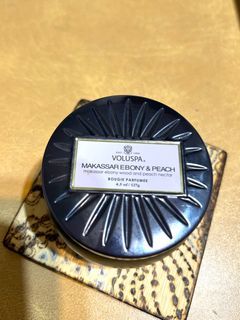 VOLUSPA
MAKASSAR EBONY & PEACH
makassar ebony wood and peach nectar
BOUGIE PARFUMÉE
4.5 oz / 127g